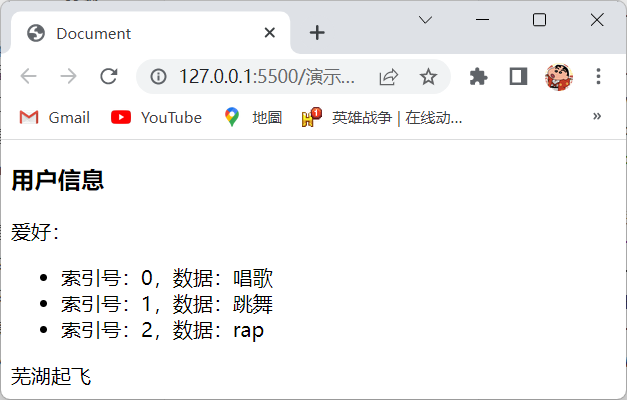 Document
127.0.0.1:5500/演示...
Gmail YouTube 地圖 英雄战争 | 在线动... »
用户信息
爱好：
索引号：0，数据：唱歌
索引号：1，数据：跳舞
索引号：2，数据：rap
芜湖起飞